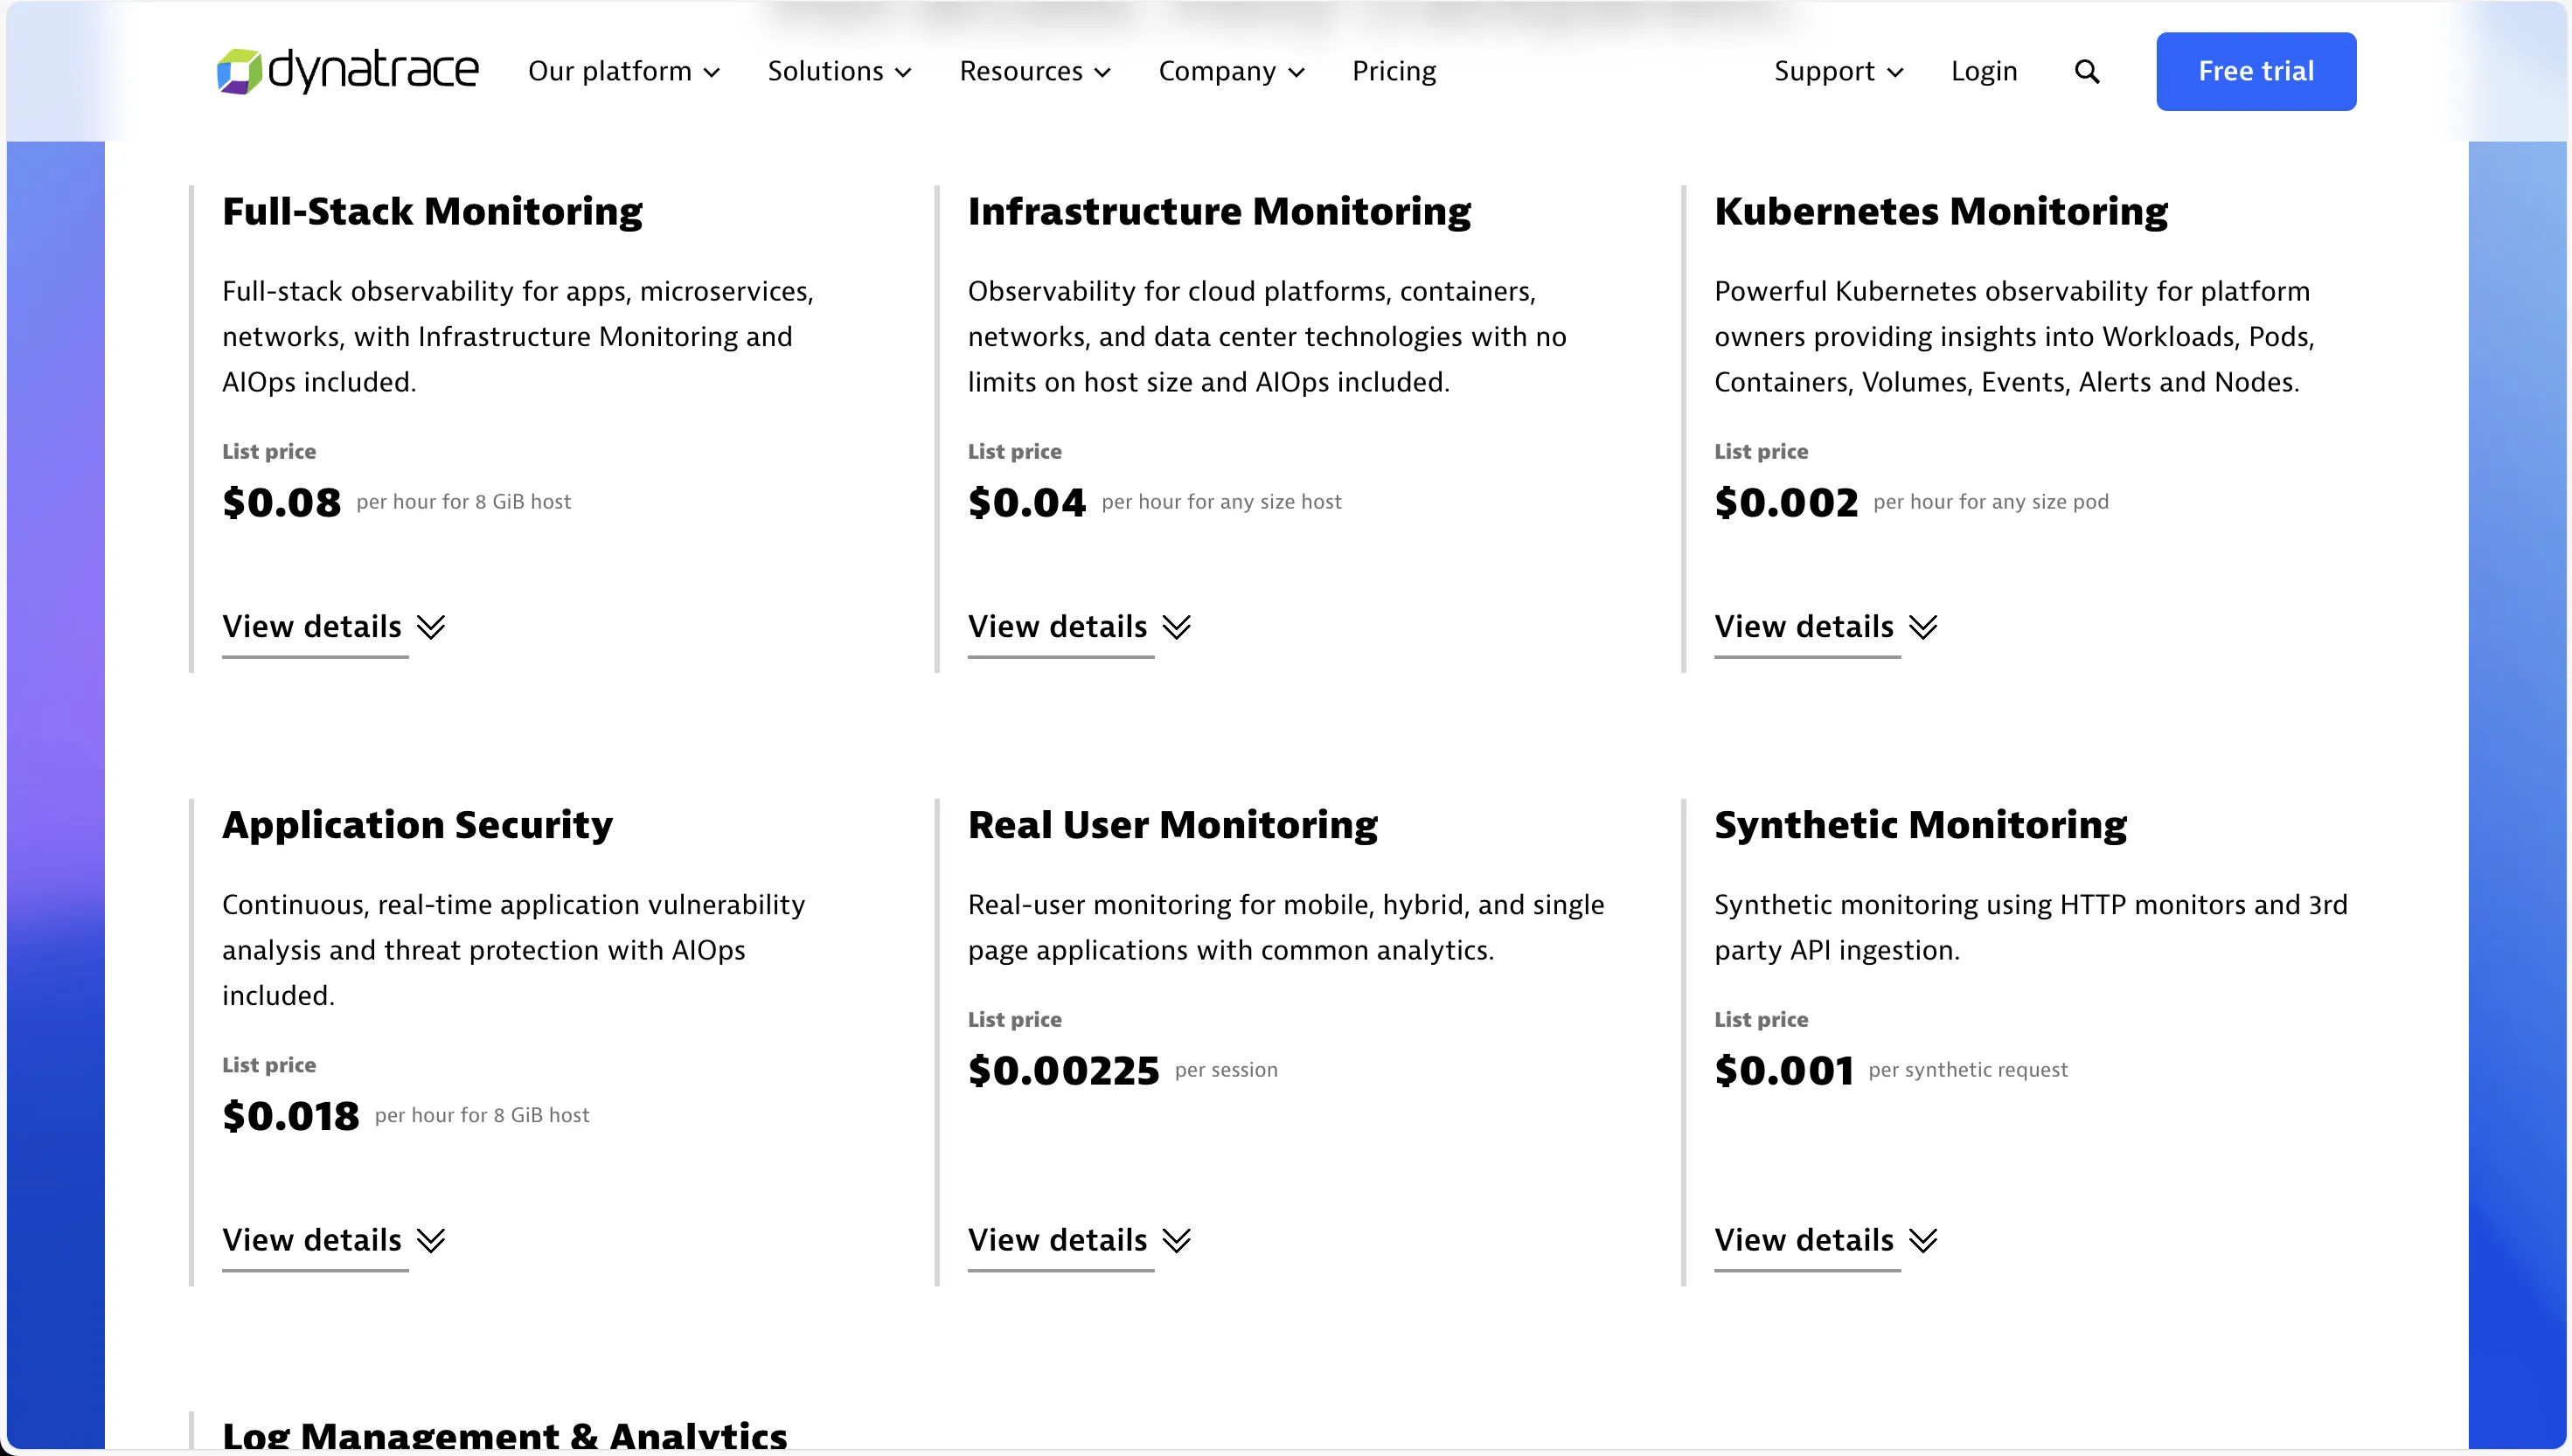 dynatrace Our platform Solutions Resources Company Pricing Support Login Free trial
Full-Stack Monitoring
Full-stack observability for apps, microservices,
networks, with Infrastructure Monitoring and
AIOps included.
List price
$0.08 per hour for 8 GiB host
View details
Infrastructure Monitoring
Observability for cloud platforms, containers,
networks, and data center technologies with no
limits on host size and AIOps included.
List price
$0.04 per hour for any size host
View details
Kubernetes Monitoring
Powerful Kubernetes observability for platform
owners providing insights into Workloads, Pods,
Containers, Volumes, Events, Alerts and Nodes.
List price
$0.002 per hour for any size pod
View details
Application Security
Continuous, real-time application vulnerability
analysis and threat protection with AIOps
included.
List price
$0.018 per hour for 8 GiB host
View details
Real User Monitoring
Real-user monitoring for mobile, hybrid, and single
page applications with common analytics.
List price
$0.00225 per session
View details
Synthetic Monitoring
Synthetic monitoring using HTTP monitors and 3rd
party API ingestion.
List price
$0.001 per synthetic request
View details
Log Management & Analytics